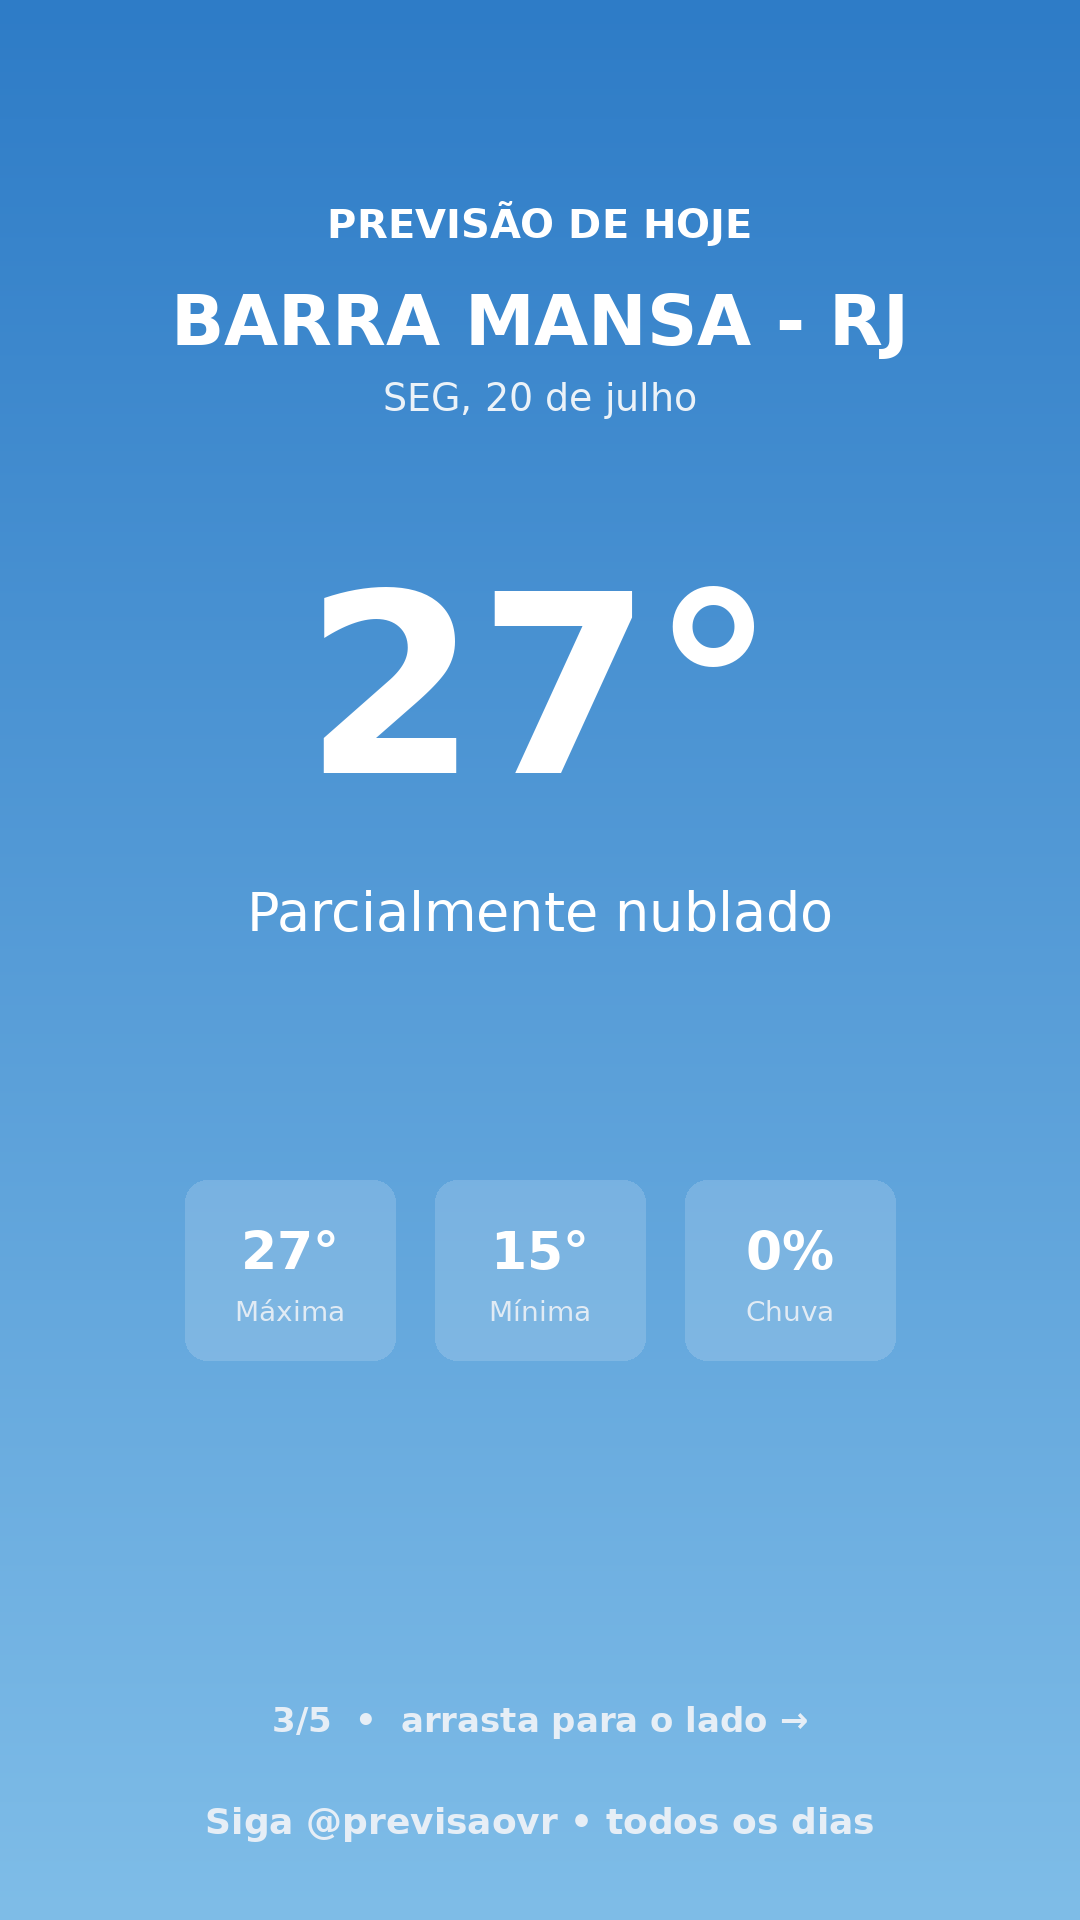 PREVISÃO DE HOJE
BARRA MANSA - RJ
SEG, 20 de julho
27°
Parcialmente nublado
27°
Máxima
15°
Mínima
0%
Chuva
3/5 • arrasta para o lado →
Siga @previsaovr • todos os dias